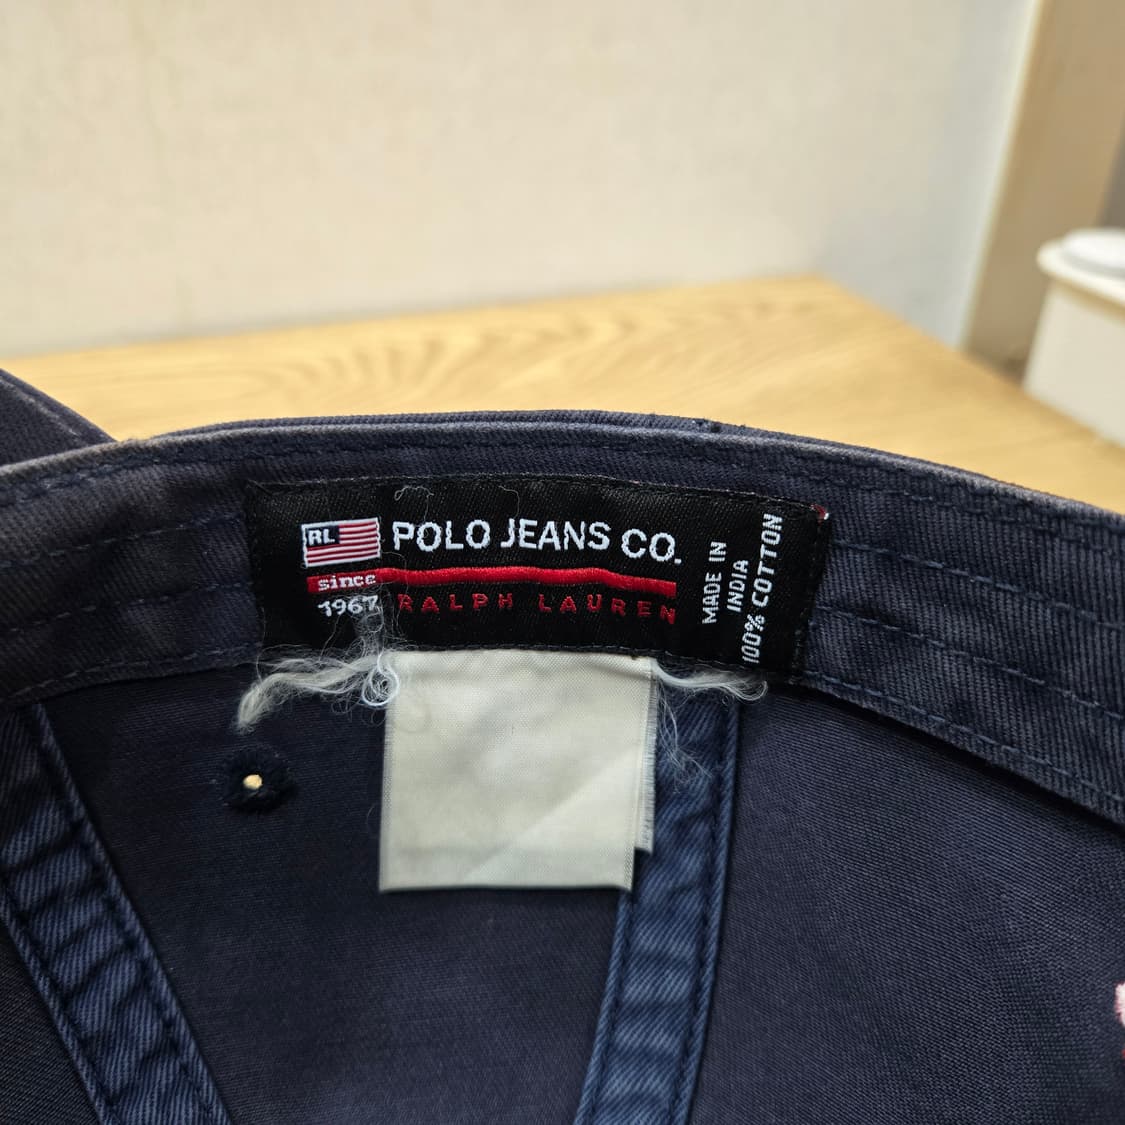 RL
POLO JEANS CO.
since
1967
RALPH LAUREN
MADE IN
INDIA
100% COTTON